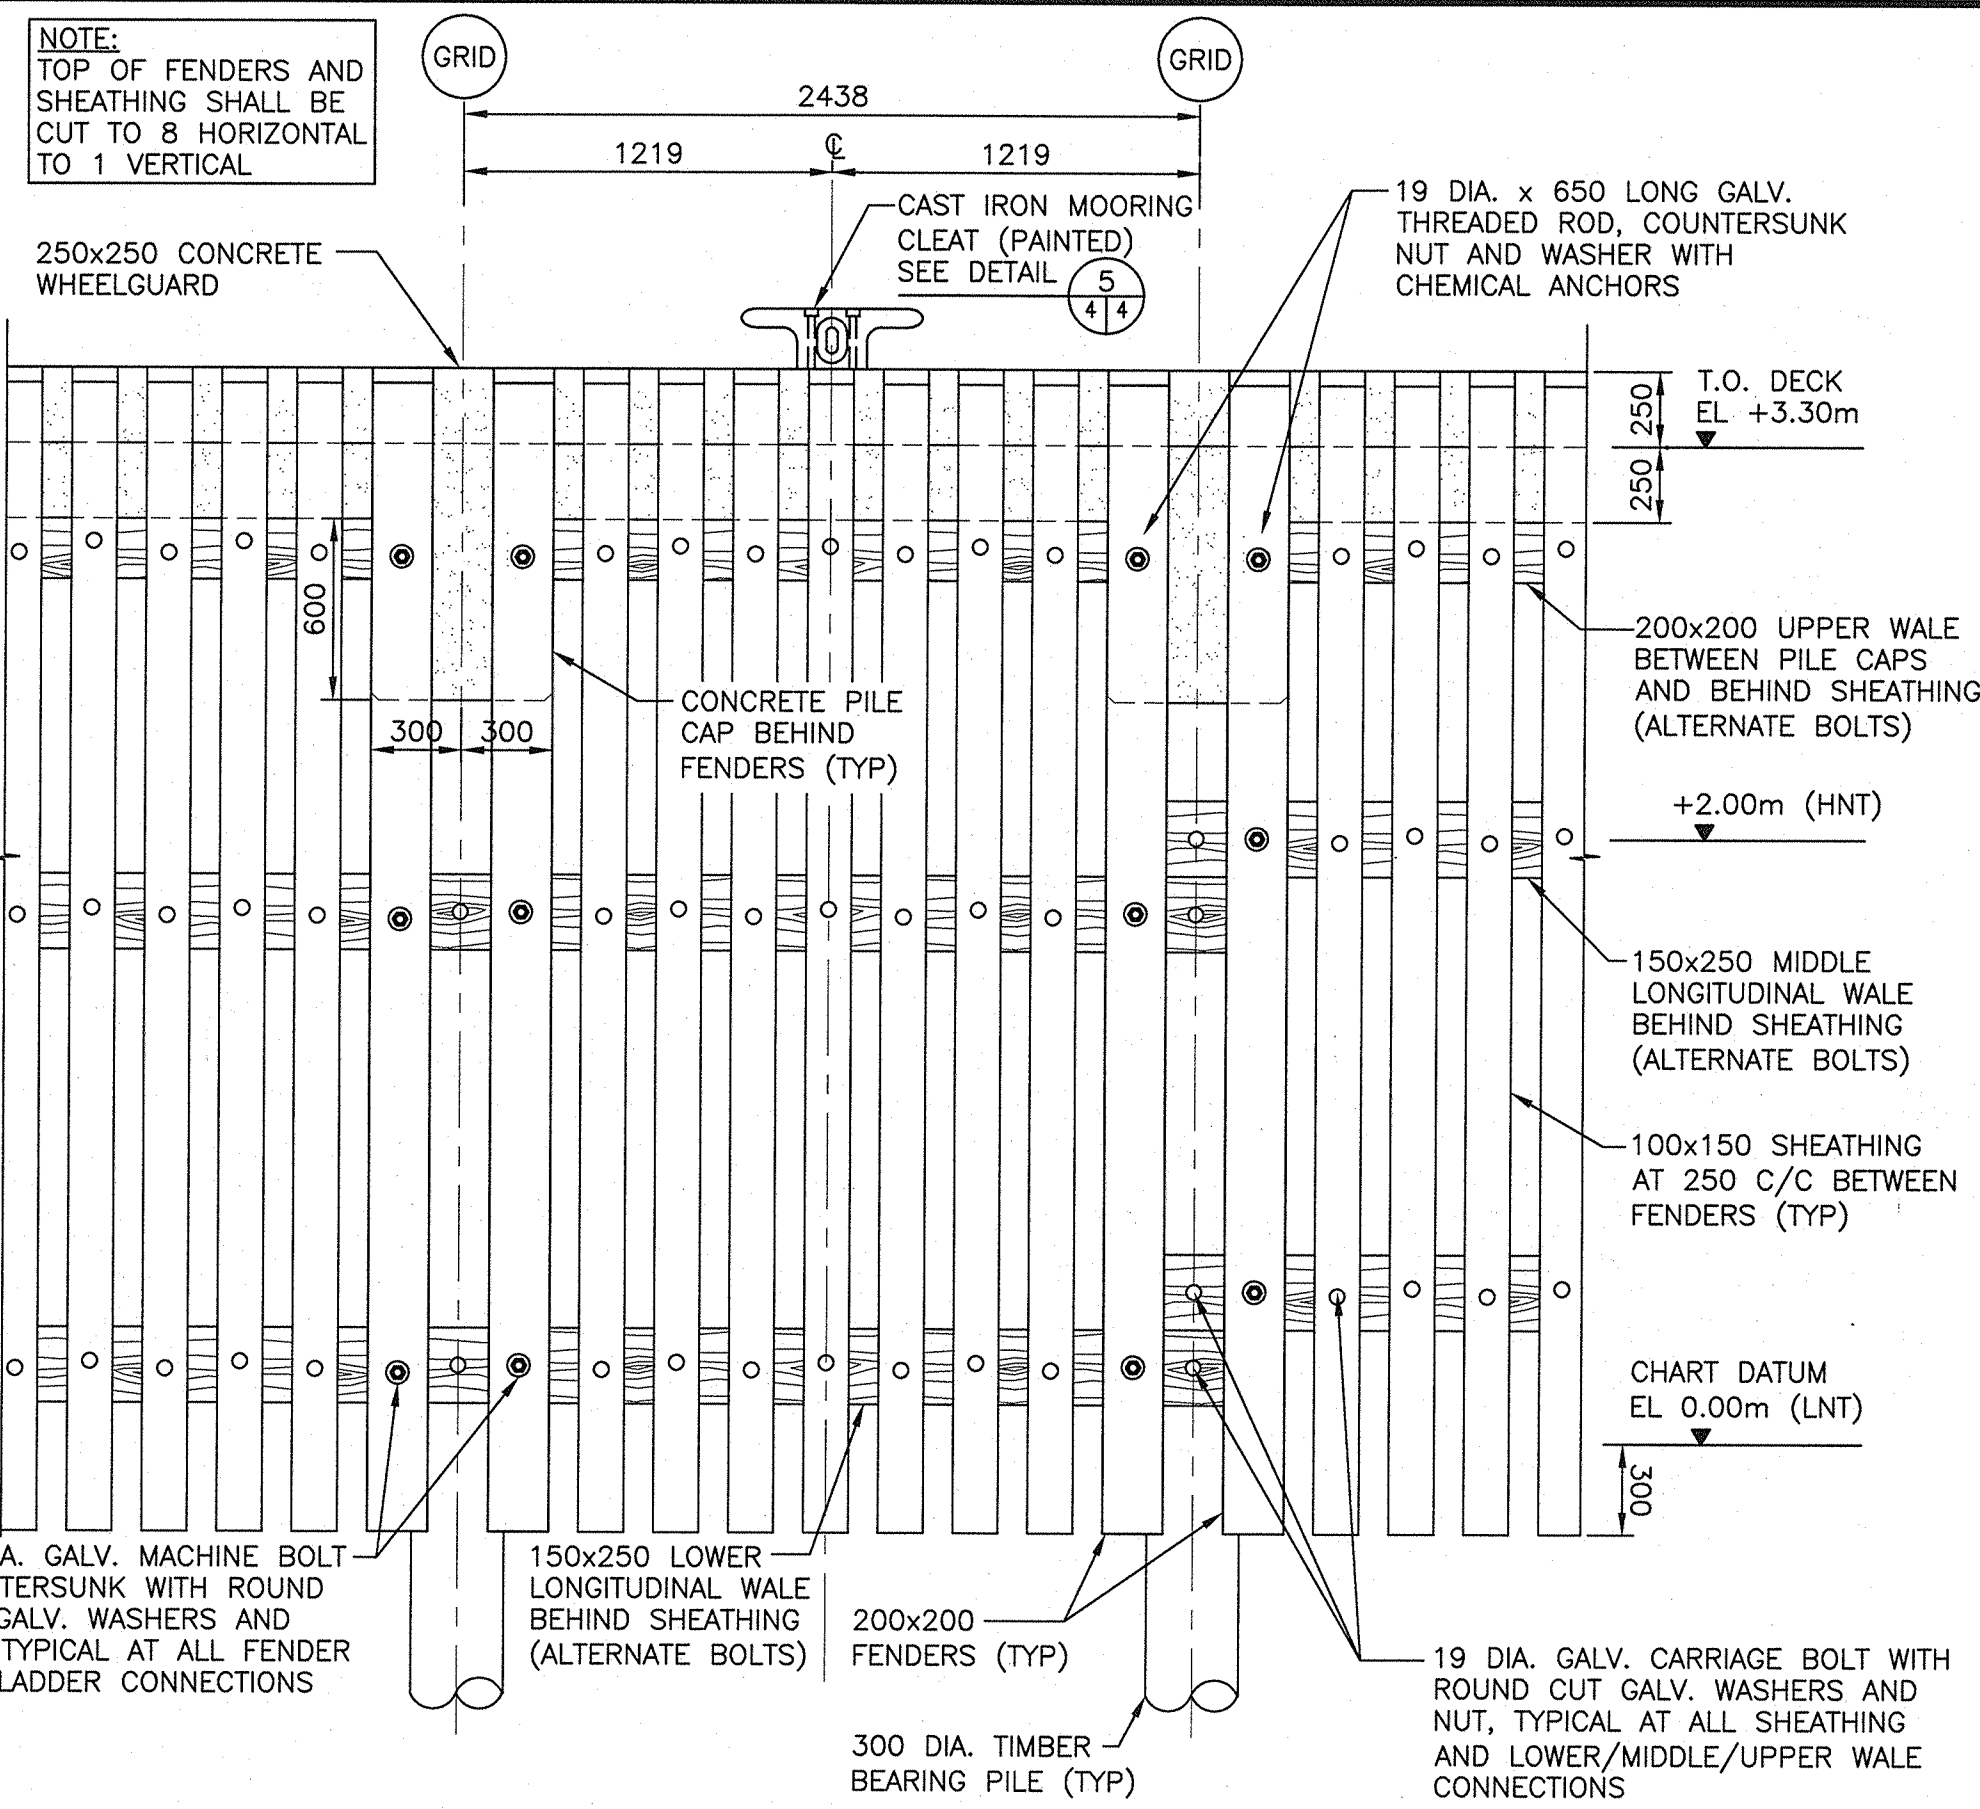 NOTE:
TOP OF FENDERS AND
SHEATHING SHALL BE
CUT TO 8 HORIZONTAL
TO 1 VERTICAL
GRID
GRID
2438
1219
℄
1219
250x250 CONCRETE
WHEELGUARD
CAST IRON MOORING
CLEAT (PAINTED)
SEE DETAIL
5
4 4
19 DIA. x 650 LONG GALV.
THREADED ROD, COUNTERSUNK
NUT AND WASHER WITH
CHEMICAL ANCHORS
250
T.O. DECK
EL +3.30m
250
600
300 300
CONCRETE PILE
CAP BEHIND
FENDERS (TYP)
200x200 UPPER WALE
BETWEEN PILE CAPS
AND BEHIND SHEATHING
(ALTERNATE BOLTS)
+2.00m (HNT)
150x250 MIDDLE
LONGITUDINAL WALE
BEHIND SHEATHING
(ALTERNATE BOLTS)
100x150 SHEATHING
AT 250 C/C BETWEEN
FENDERS (TYP)
CHART DATUM
EL 0.00m (LNT)
300
A. GALV. MACHINE BOLT
TERSUNK WITH ROUND
GALV. WASHERS AND
TYPICAL AT ALL FENDER
LADDER CONNECTIONS
150x250 LOWER
LONGITUDINAL WALE
BEHIND SHEATHING
(ALTERNATE BOLTS)
200x200
FENDERS (TYP)
300 DIA. TIMBER
BEARING PILE (TYP)
19 DIA. GALV. CARRIAGE BOLT WITH
ROUND CUT GALV. WASHERS AND
NUT, TYPICAL AT ALL SHEATHING
AND LOWER/MIDDLE/UPPER WALE
CONNECTIONS